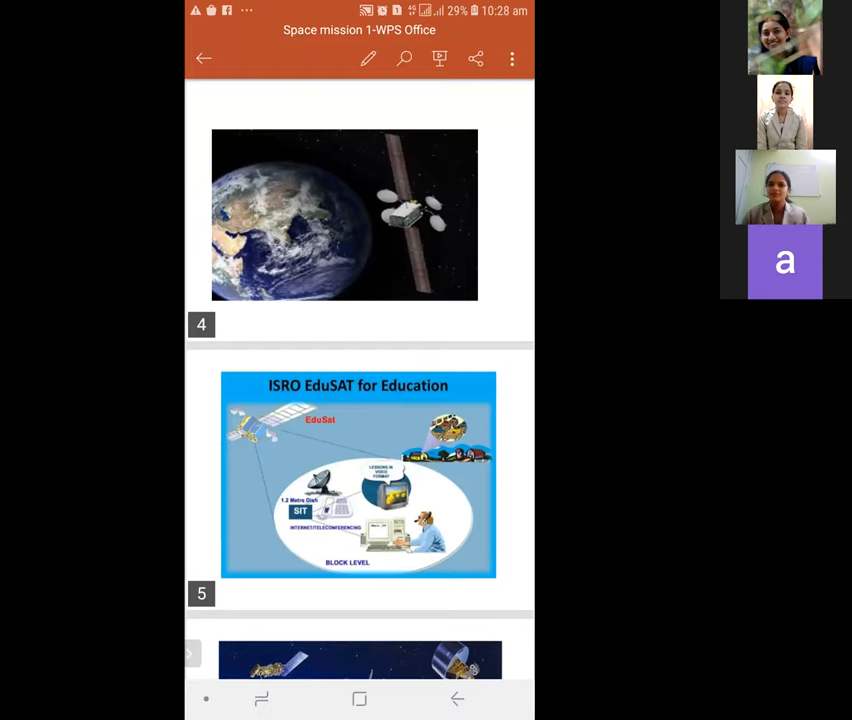 29% 10:28 am
Space mission 1-WPS Office
4
ISRO EduSAT for Education
EduSat
LESSONS IN
VIDEO
FORMAT
1.2 Metre Dish
SIT
INTERNET/TELECONFERENCING
BLOCK LEVEL
5
a